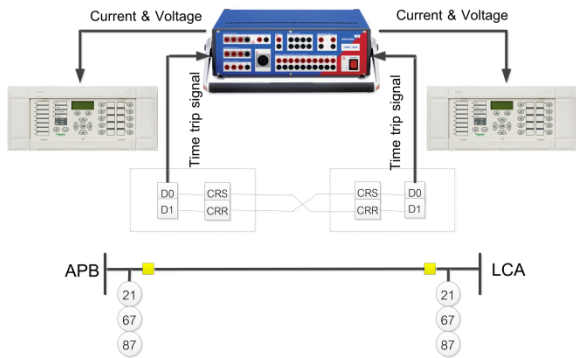 Current & Voltage
Current & Voltage
Time trip signal
Time trip signal
D0 CRS CRS D0
D1 CRR CRR D1
APB LCA
21 21
67 67
87 87